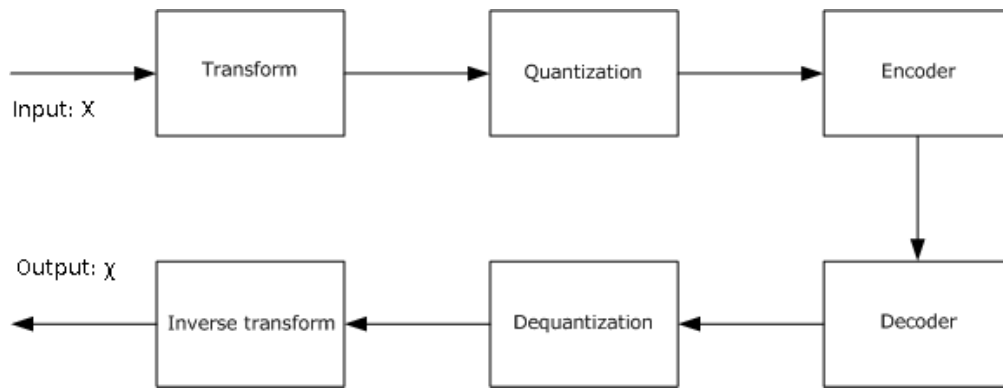 Transform
Quantization
Encoder
Input: X
Output: χ
Inverse transform
Dequantization
Decoder